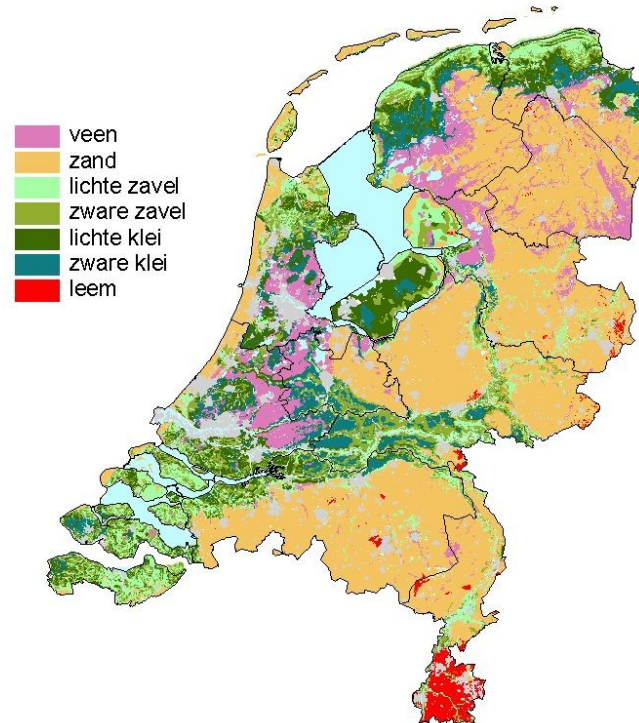 veen
zand
lichte zavel
zware zavel
lichte klei
zware klei
leem